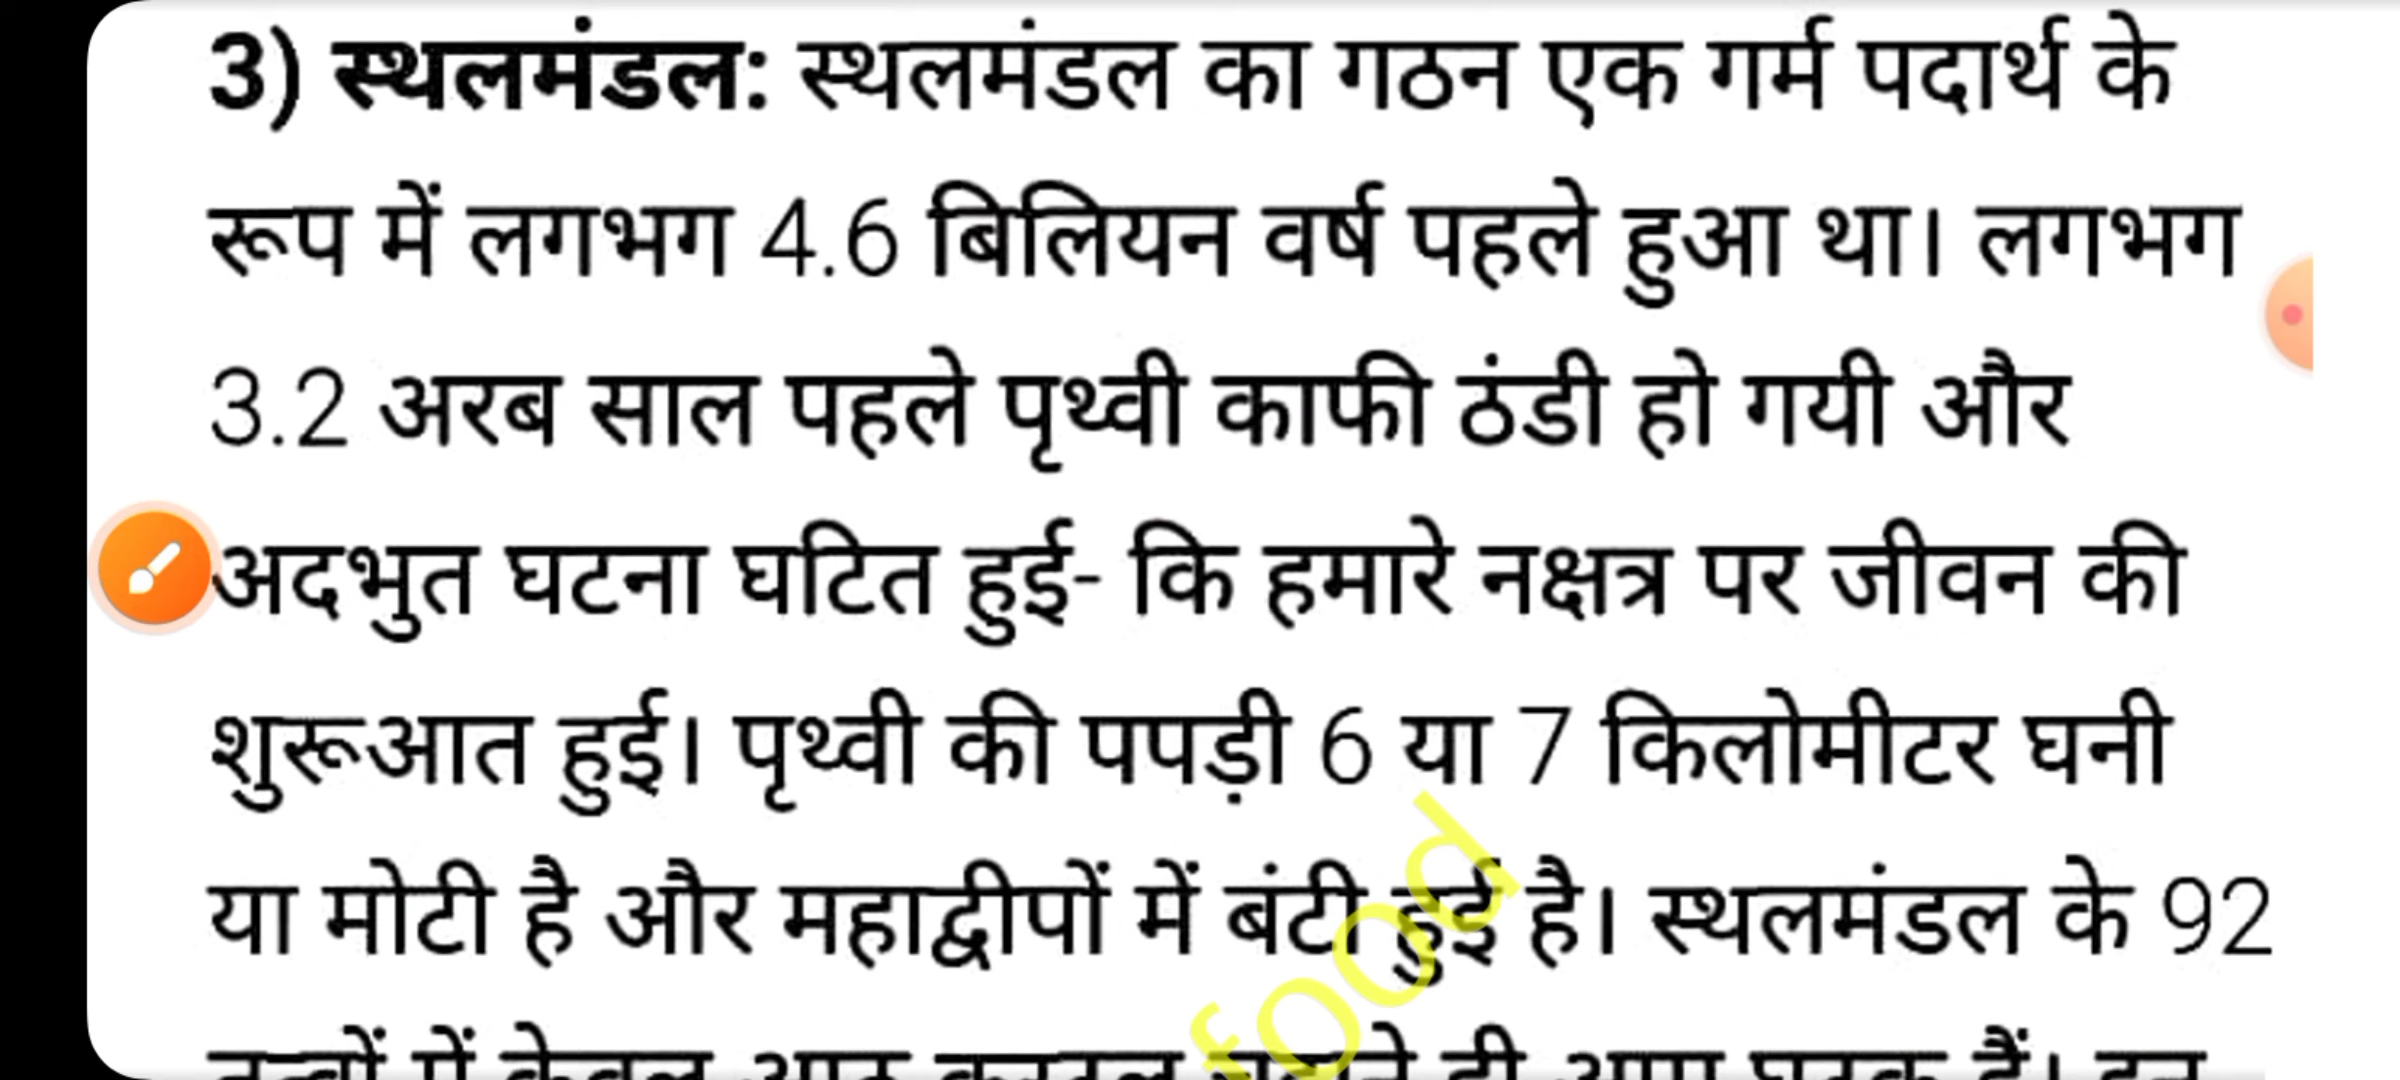 3) स्थलमंडल: स्थलमंडल का गठन एक गर्म पदार्थ के
रूप में लगभग 4.6 बिलियन वर्ष पहले हुआ था। लगभग
3.2 अरब साल पहले पृथ्वी काफी ठंडी हो गयी और
अदभुत घटना घटित हुई- कि हमारे नक्षत्र पर जीवन की
शुरूआत हुई। पृथ्वी की पपड़ी 6 या 7 किलोमीटर घनी
या मोटी है और महाद्वीपों में बंटी हुई है। स्थलमंडल के 92
food